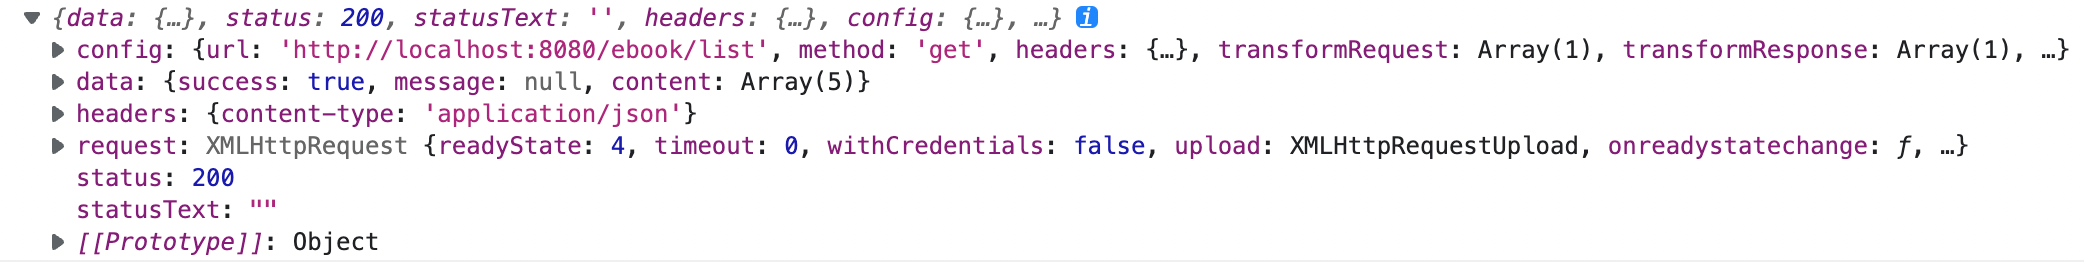 {data: {…}, status: 200, statusText: '', headers: {…}, config: {…}, …} i
config: {url: 'http://localhost:8080/ebook/list', method: 'get', headers: {…}, transformRequest: Array(1), transformResponse: Array(1), …}
data: {success: true, message: null, content: Array(5)}
headers: {content-type: 'application/json'}
request: XMLHttpRequest {readyState: 4, timeout: 0, withCredentials: false, upload: XMLHttpRequestUpload, onreadystatechange: ƒ, …}
status: 200
statusText: ""
[[Prototype]]: Object